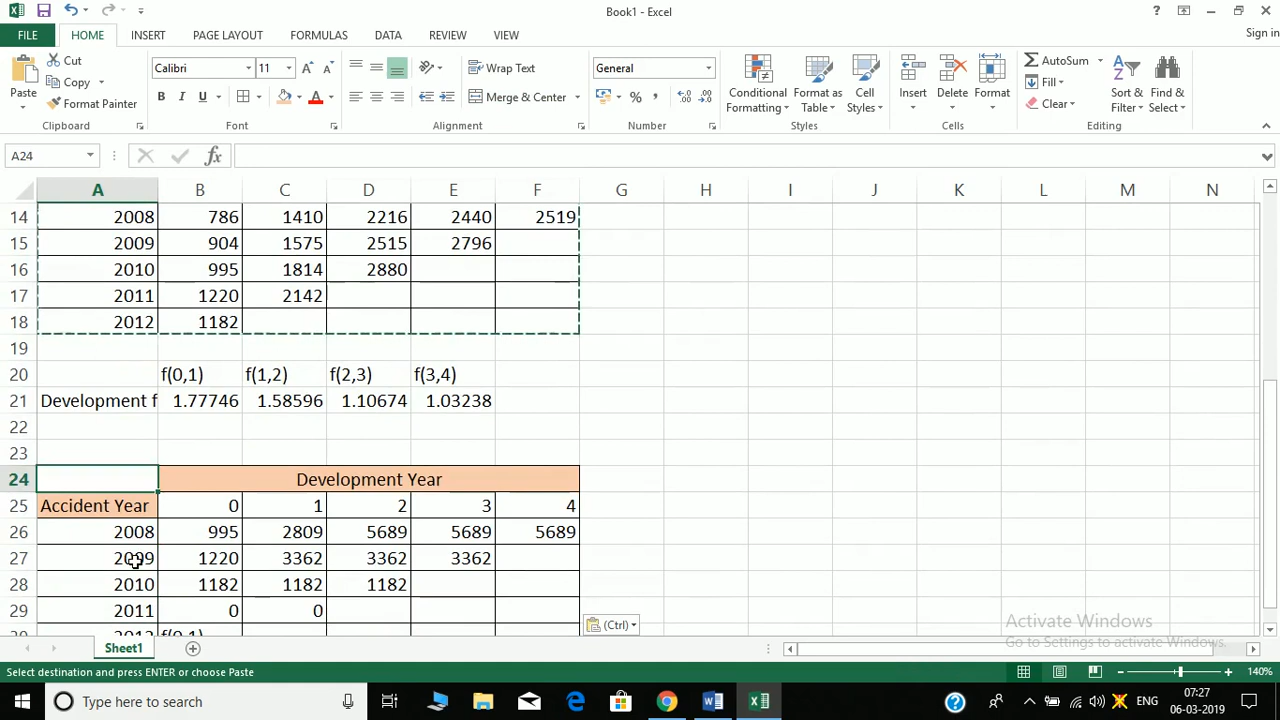 Book1 - Excel
?
FILE HOME INSERT PAGE LAYOUT FORMULAS DATA REVIEW VIEW Sign in
Paste Cut Copy Format Painter Clipboard
Calibri 11 B I U A A A Font
Wrap Text Merge & Center Alignment
General % , Number
Conditional Formatting Format as Table Cell Styles Styles
Insert Delete Format Cells
AutoSum Fill Clear Sort & Filter Find & Select Editing
A24 fx
A B C D E F G H I J K L M N
14 2008 786 1410 2216 2440 2519
15 2009 904 1575 2515 2796
16 2010 995 1814 2880
17 2011 1220 2142
18 2012 1182
19
20 f(0,1) f(1,2) f(2,3) f(3,4)
21 Development f 1.77746 1.58596 1.10674 1.03238
22
23
24 Development Year
25 Accident Year 0 1 2 3 4
26 2008 995 2809 5689 5689 5689
27 2009 1220 3362 3362 3362
28 2010 1182 1182 1182
29 2011 0 0
30 2012 f(0,1)
(Ctrl)
Activate Windows
Go to Settings to activate Windows.
Sheet1
Select destination and press ENTER or choose Paste 140%
Type here to search ENG 07:27
06-03-2019